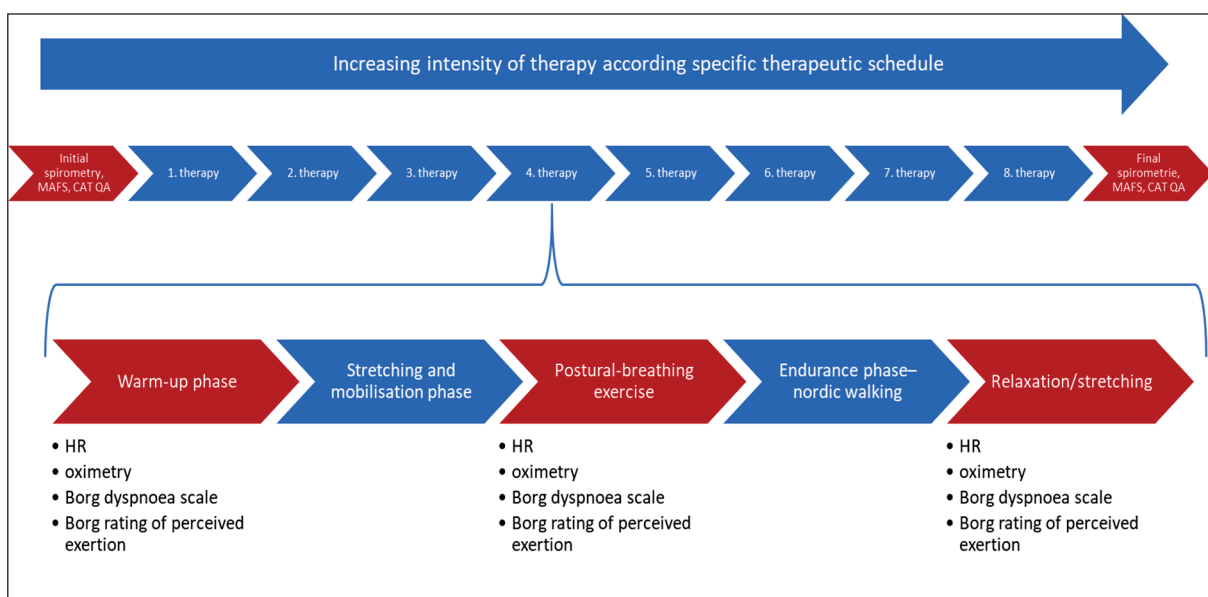 Increasing intensity of therapy according specific therapeutic schedule
Initial
spirometry,
MAFS, CAT QA
1. therapy
2. therapy
3. therapy
4. therapy
5. therapy
6. therapy
7. therapy
8. therapy
Final
spirometrie,
MAFS, CAT QA
Warm-up phase
Stretching and
mobilisation phase
Postural-breathing
exercise
Endurance phase–
nordic walking
Relaxation/stretching
• HR
• oximetry
• Borg dyspnoea scale
• Borg rating of perceived
exertion
• HR
• oximetry
• Borg dyspnoea scale
• Borg rating of perceived
exertion
• HR
• oximetry
• Borg dyspnoea scale
• Borg rating of perceived
exertion